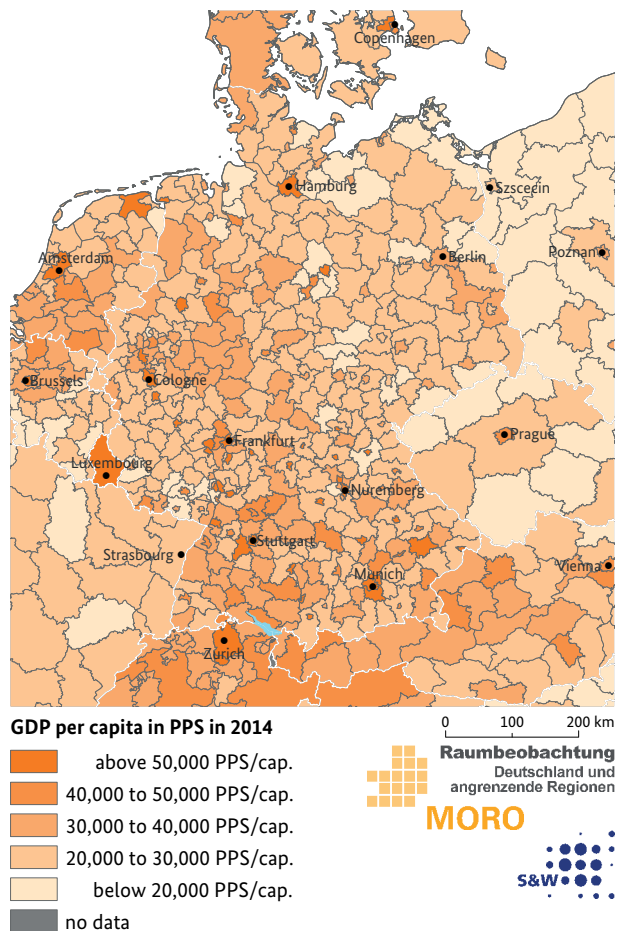 Copenhagen
Hamburg
Szsceein
Amsterdam
Berlin
Poznan
Brussels
Cologne
Prague
Frankfurt
Luxembourg
Nuremberg
Stuttgart
Strasbourg
Munich
Vienna
Zurich
GDP per capita in PPS in 2014
above 50,000 PPS/cap.
40,000 to 50,000 PPS/cap.
30,000 to 40,000 PPS/cap.
20,000 to 30,000 PPS/cap.
below 20,000 PPS/cap.
no data
0 100 200 km
Raumbeobachtung
Deutschland und
angrenzende Regionen
MORO
S&W